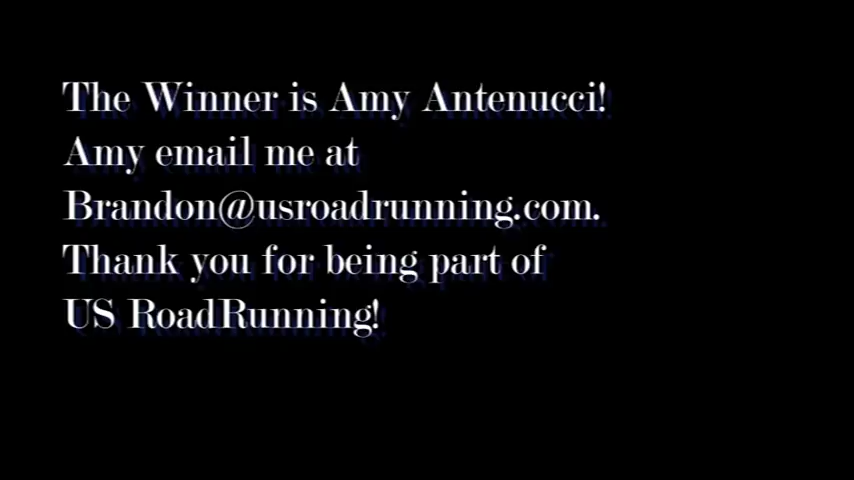 The Winner is Amy Antenucci!
Amy email me at
Brandon@usroadrunning.com.
Thank you for being part of
US RoadRunning!